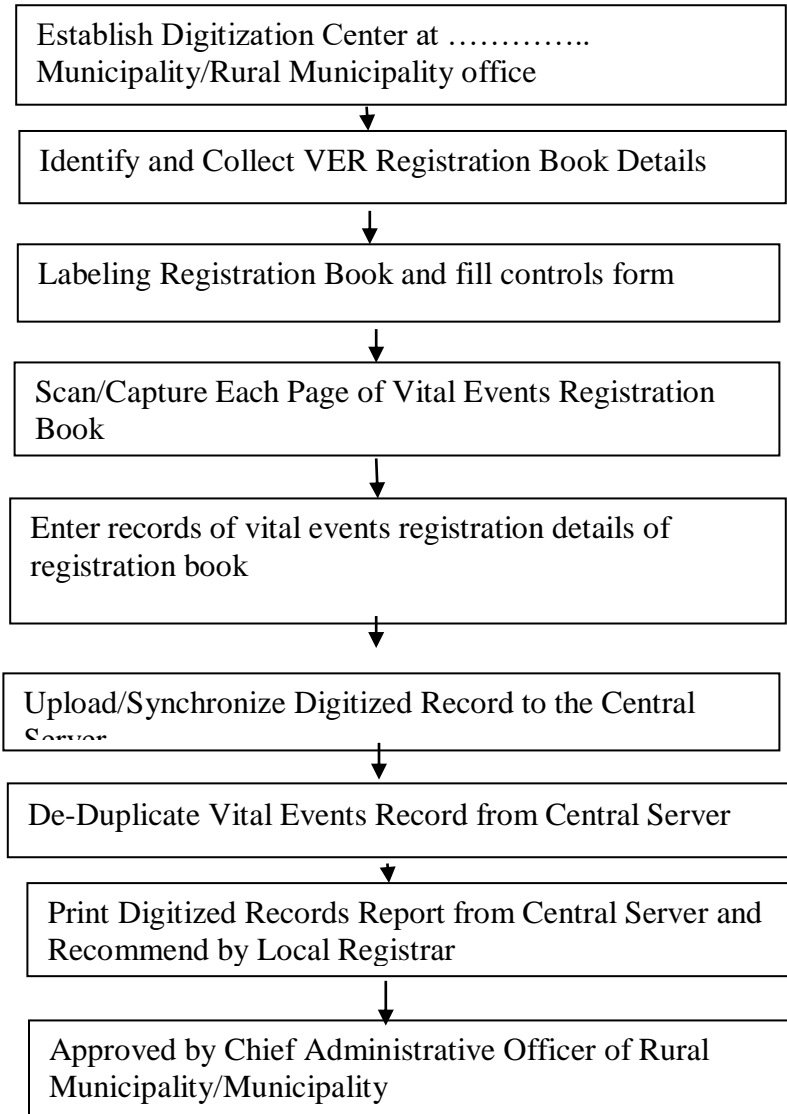 Establish Digitization Center at …………..
Municipality/Rural Municipality office
Identify and Collect VER Registration Book Details
Labeling Registration Book and fill controls form
Scan/Capture Each Page of Vital Events Registration
Book
Enter records of vital events registration details of
registration book
Upload/Synchronize Digitized Record to the Central
Server
De-Duplicate Vital Events Record from Central Server
Print Digitized Records Report from Central Server and
Recommend by Local Registrar
Approved by Chief Administrative Officer of Rural
Municipality/Municipality